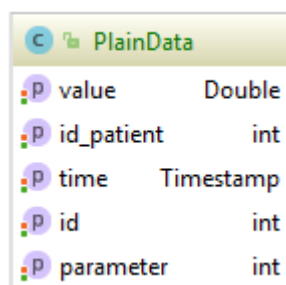 C PlainData
p value Double
p id_patient int
p time Timestamp
p id int
p parameter int